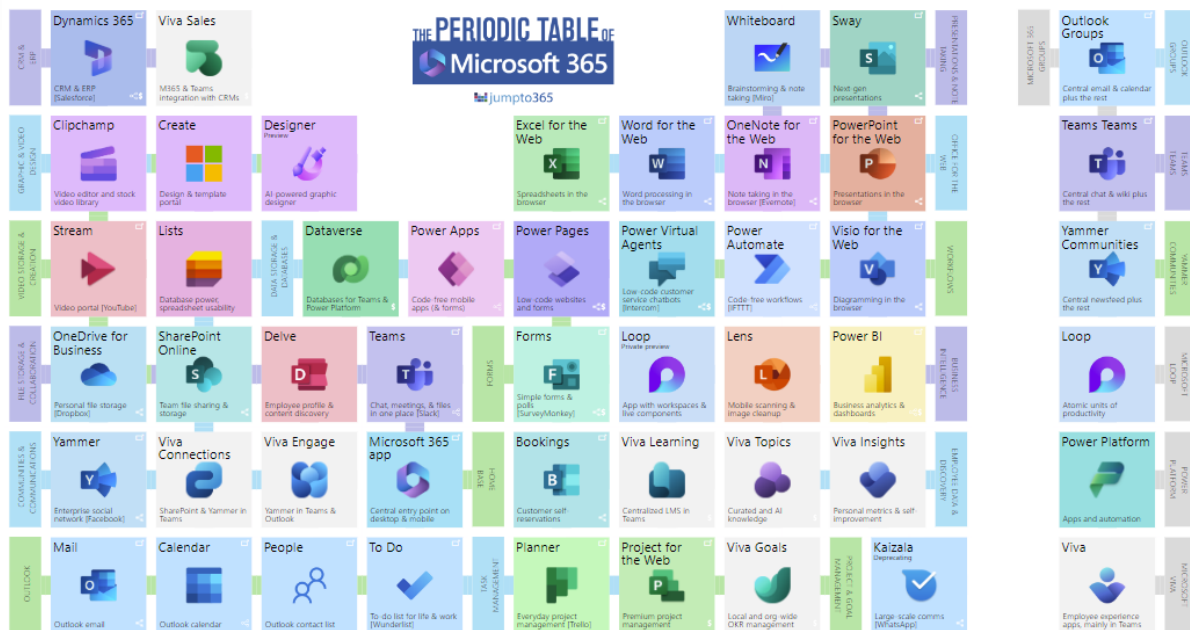 CRM &
ERP
Dynamics 365
CRM & ERP
[Salesforce]
Viva Sales
M365 & Teams
integration with CRMs
THE PERIODIC TABLE OF
Microsoft 365
jumpto365
Whiteboard
Brainstorming & note
taking [Miro]
Sway
Next-gen
presentations
PRESENTATIONS & NOTE
TAKING
MICROSOFT 365
GROUPS
Outlook
Groups
Central email & calendar
plus the rest
OUTLOOK
GROUPS
GRAPHIC & VIDEO
DESIGN
Clipchamp
Video editor and stock
video library
Create
Design & template
portal
Designer
Preview
AI powered graphic
designer
Excel for the
Web
Spreadsheets in the
browser
Word for the
Web
Word processing in
the browser
OneNote for
the Web
Note taking in the
browser [Evernote]
PowerPoint
for the Web
Presentations in the
browser
OFFICE FOR THE
WEB
Teams Teams
Central chat & wiki plus
the rest
TEAMS
TEAMS
VIDEO STORAGE &
CREATION
Stream
Video portal [YouTube]
Lists
Database power,
spreadsheet usability
DATA STORAGE &
DATABASES
Dataverse
Databases for Teams &
Power Platform
Power Apps
Code-free mobile
apps (& forms)
Power Pages
Low-code websites
and forms
Power Virtual
Agents
Low-code customer
service chatbots
[Intercom]
Power
Automate
Code-free workflows
[IFTTT]
Visio for the
Web
Diagramming in the
browser
WORKFLOWS
Yammer
Communities
Central newsfeed plus
the rest
YAMMER
COMMUNITIES
FILE STORAGE &
COLLABORATION
OneDrive for
Business
Personal file storage
[Dropbox]
SharePoint
Online
Team file sharing &
storage
Delve
Employee profile &
content discovery
Teams
Chat, meetings, & files
in one place [Slack]
FORMS
Forms
Simple forms &
polls
[SurveyMonkey]
Loop
Private preview
App with workspaces &
live components
Lens
Mobile scanning &
image cleanup
Power BI
Business analytics &
dashboards
BUSINESS
INTELLIGENCE
Loop
Atomic units of
productivity
MICROSOFT
LOOP
COMMUNITIES &
COMMUNICATIONS
Yammer
Enterprise social
network [Facebook]
Viva
Connections
SharePoint & Yammer in
Teams
Viva Engage
Yammer in Teams &
Outlook
Microsoft 365
app
Central entry point on
desktop & mobile
HOME
BASE
Bookings
Customer self-
reservations
Viva Learning
Centralized LMS in
Teams
Viva Topics
Curated and AI
knowledge
Viva Insights
Personal metrics & self-
improvement
EMPLOYEE DATA &
DISCOVERY
Power Platform
Apps and automation
POWER
PLATFORM
OUTLOOK
Mail
Outlook email
Calendar
Outlook calendar
People
Outlook contact list
To Do
To-do list for life & work
[Wunderlist]
TASK
MANAGEMENT
Planner
Everyday project
management [Trello]
Project for
the Web
Premium project
management
Viva Goals
Local and org-wide
OKR management
PROJECT & GOAL
MANAGEMENT
Kaizala
Deprecating
Large-scale comms
[WhatsApp]
Viva
Employee experience
apps, mainly in Teams
MICROSOFT
VIVA